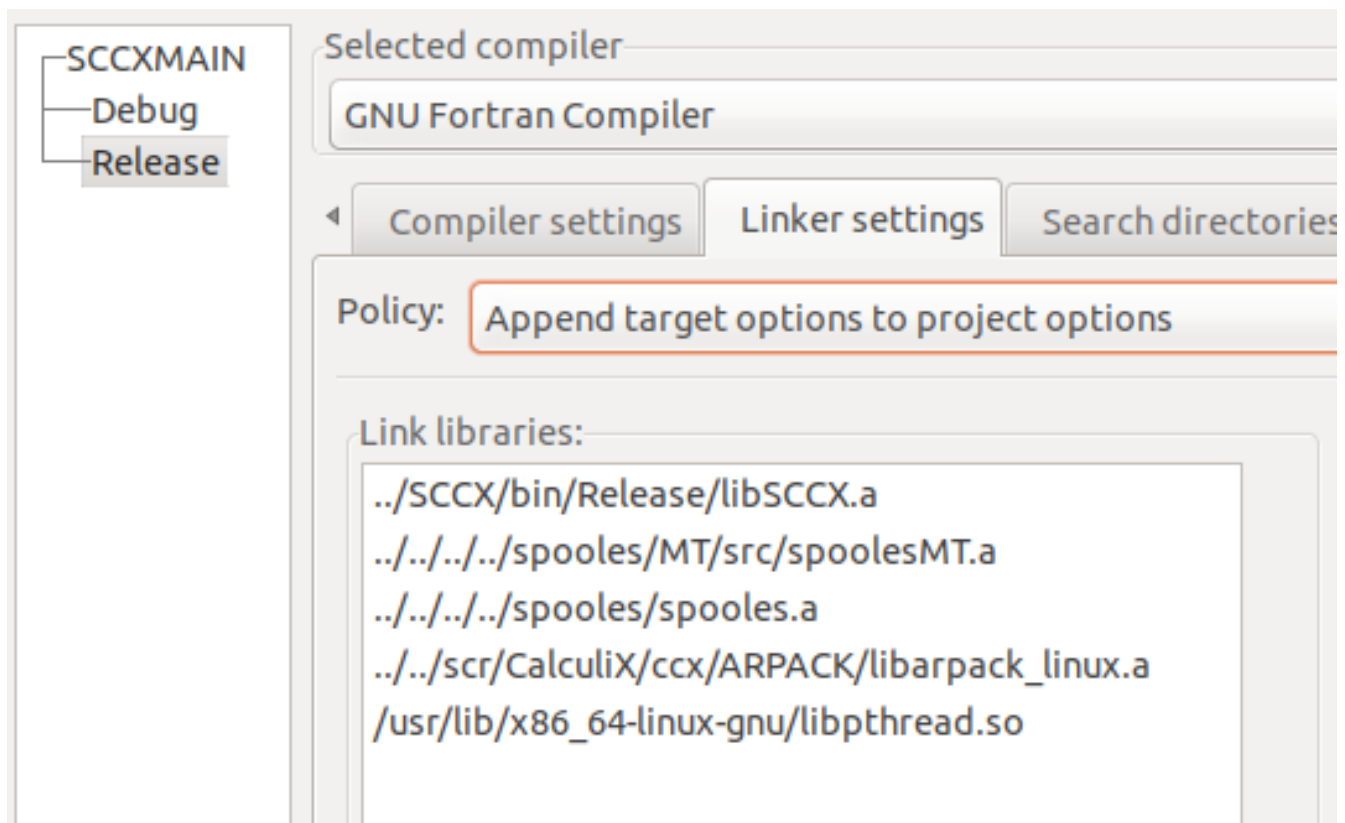 SCCXMAIN
Debug
Release
Selected compiler
GNU Fortran Compiler
Compiler settings
Linker settings
Search directories
Policy:
Append target options to project options
Link libraries:
../SCCX/bin/Release/libSCCX.a
../../../../spooles/MT/src/spoolesMT.a
../../../../spooles/spooles.a
../../scr/CalculiX/ccx/ARPACK/libarpack_linux.a
/usr/lib/x86_64-linux-gnu/libpthread.so